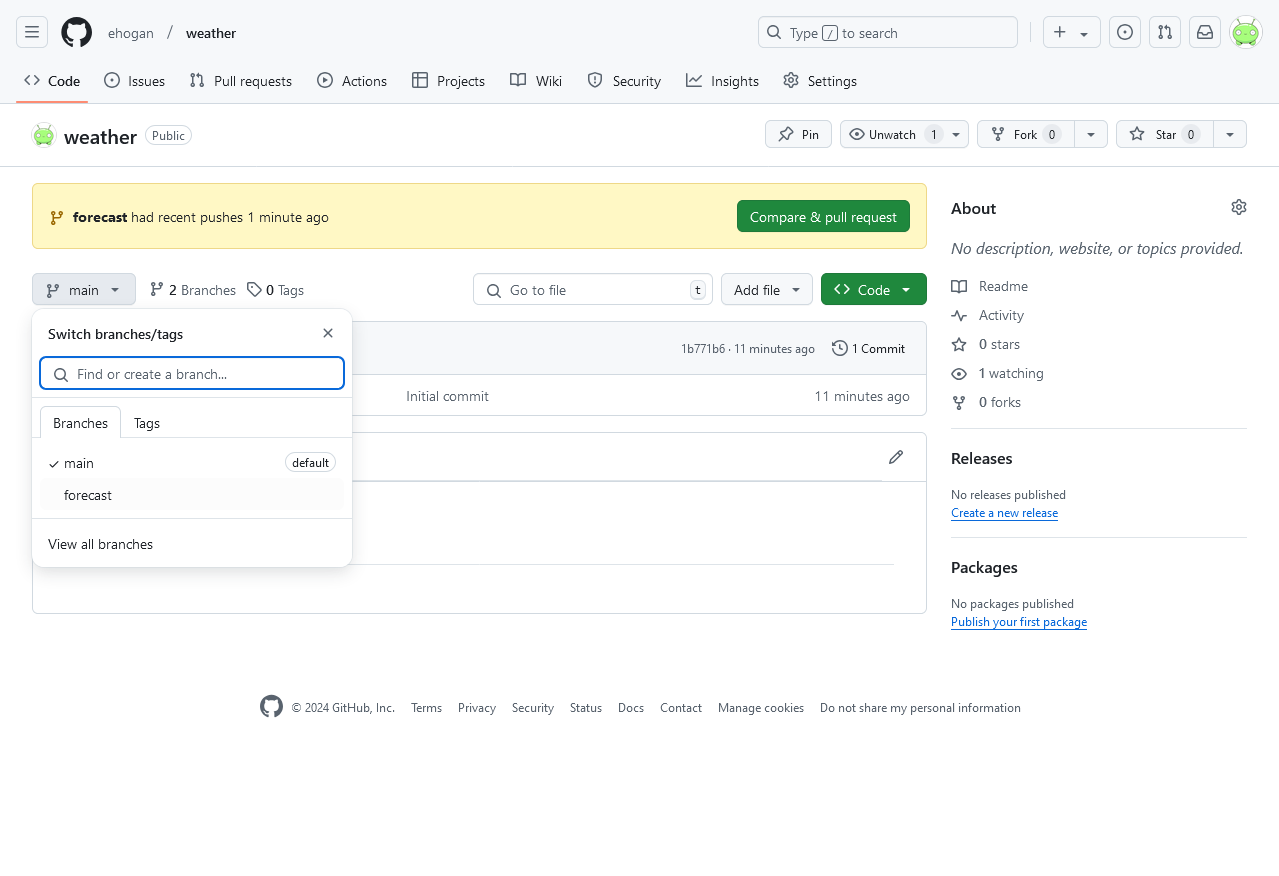 ehogan / weather
Type / to search
Code Issues Pull requests Actions Projects Wiki Security Insights Settings
weather Public
Pin Unwatch 1 Fork 0 Star 0
forecast had recent pushes 1 minute ago Compare & pull request
main 2 Branches 0 Tags Go to file t Add file Code
Switch branches/tags
Find or create a branch...
Branches Tags
main default
forecast
View all branches
1b771b6 · 11 minutes ago 1 Commit
Initial commit 11 minutes ago
About
No description, website, or topics provided.
Readme
Activity
0 stars
1 watching
0 forks
Releases
No releases published
Create a new release
Packages
No packages published
Publish your first package
© 2024 GitHub, Inc. Terms Privacy Security Status Docs Contact Manage cookies Do not share my personal information